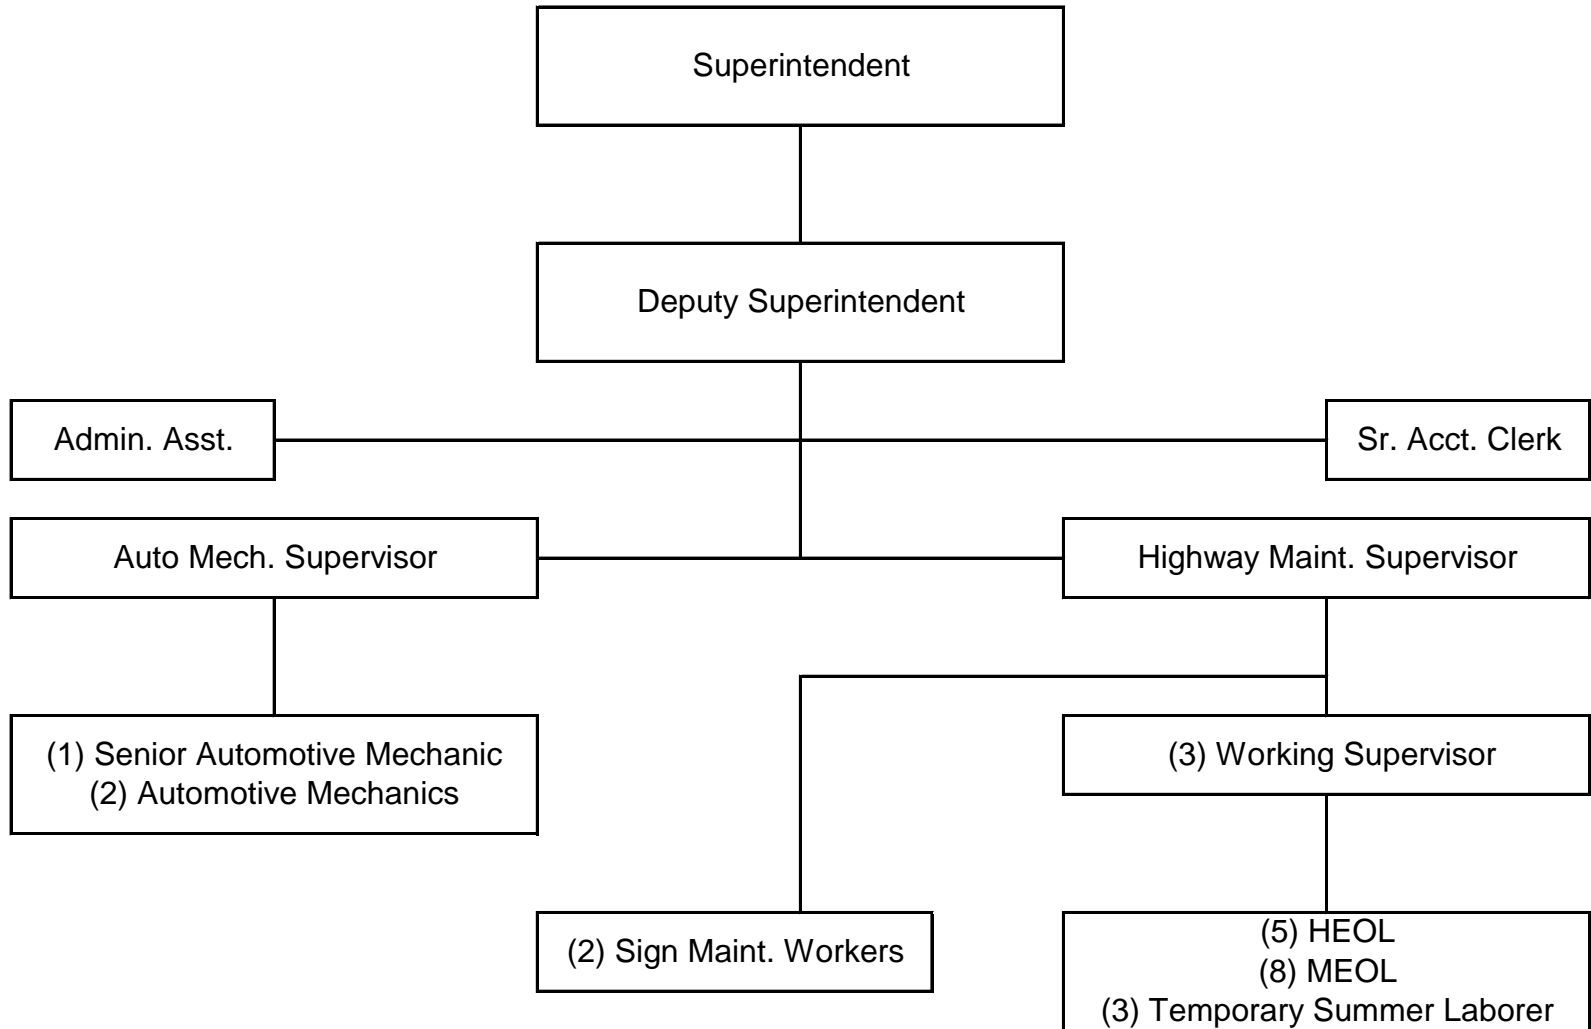 Superintendent
Deputy Superintendent
Admin. Asst.
Sr. Acct. Clerk
Auto Mech. Supervisor
Highway Maint. Supervisor
(1) Senior Automotive Mechanic
(2) Automotive Mechanics
(3) Working Supervisor
(2) Sign Maint. Workers
(5) HEOL
(8) MEOL
(3) Temporary Summer Laborer